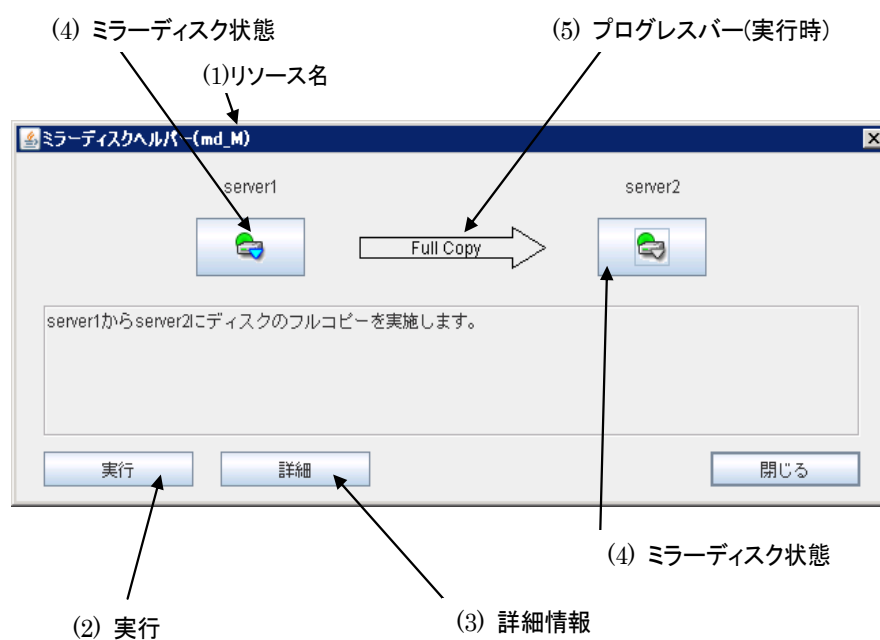 (4) ミラーディスク状態
(5) プログレスバー(実行時)
(1)リソース名
ミラーディスクヘルパー(md_M)
server1
server2
Full Copy
server1からserver2にディスクのフルコピーを実施します。
実行
詳細
閉じる
(4) ミラーディスク状態
(2) 実行
(3) 詳細情報